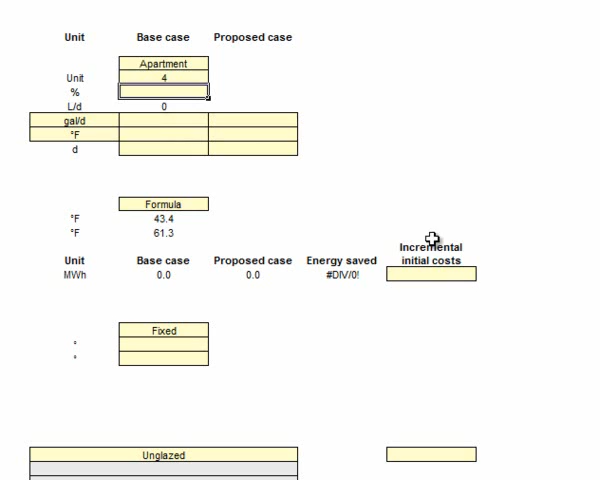 Unit Base case Proposed case
Apartment
Unit 4
%
L/d 0
gal/d
°F
d
Formula
°F 43.4
°F 61.3
Incremental
Unit Base case Proposed case Energy saved initial costs
MWh 0.0 0.0 #DIV/0!
Fixed
°
°
Unglazed